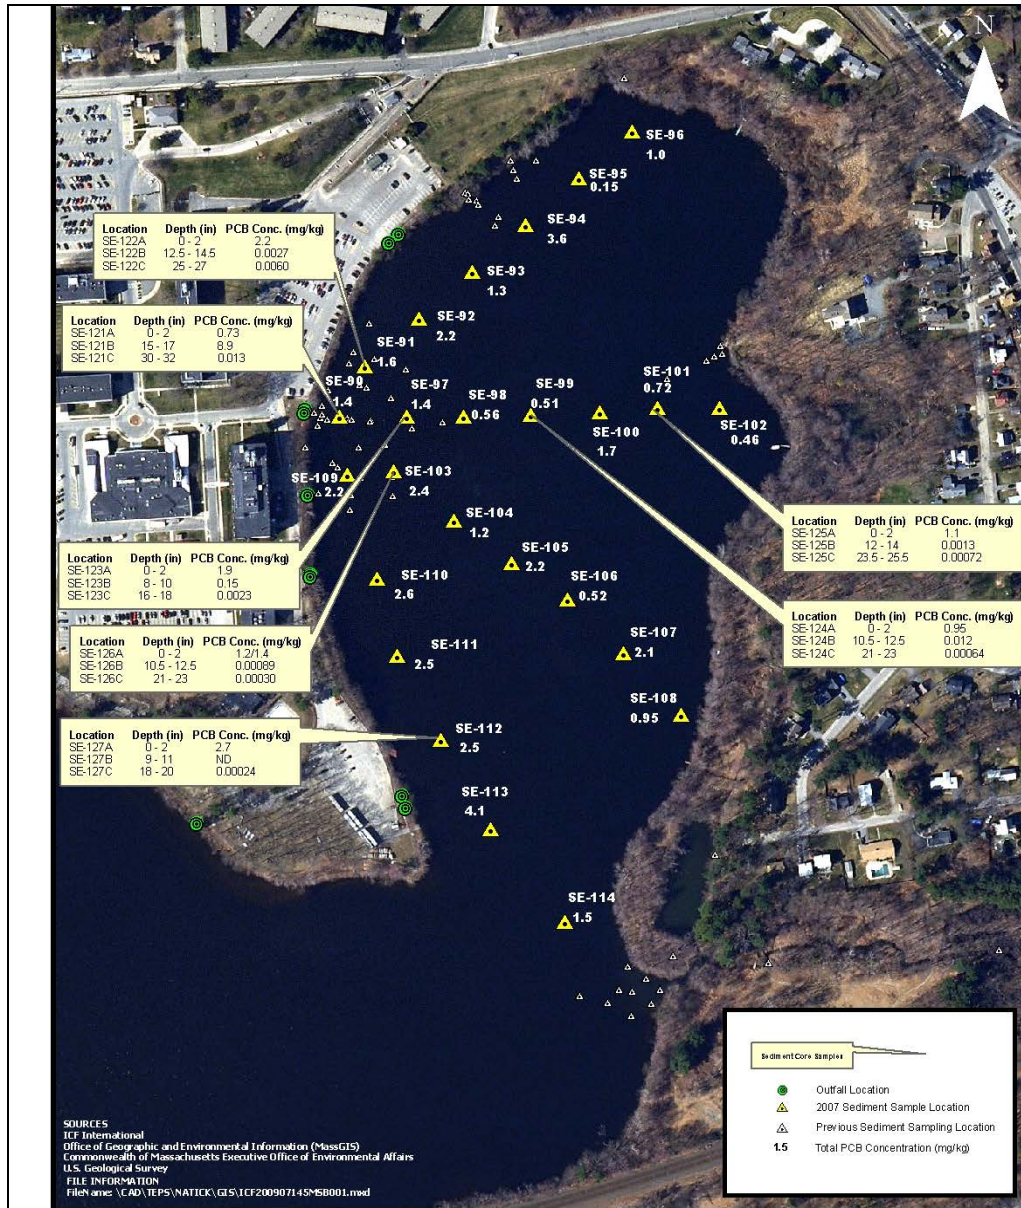 N
SE-96
1.0
SE-95
0.15
SE-94
3.6
SE-93
1.3
SE-92
2.2
SE-91
1.6
SE-90
1.4
SE-97
1.4
SE-98
0.56
SE-99
0.51
SE-100
1.7
SE-101
0.72
SE-102
0.46
SE-109
2.2
SE-103
2.4
SE-104
1.2
SE-105
2.2
SE-106
0.52
SE-110
2.6
SE-107
2.1
SE-111
2.5
SE-108
0.95
SE-112
2.5
SE-113
4.1
SE-114
1.5
Location Depth (in) PCB Conc. (mg/kg)
SE-122A 0 - 2 2.2
SE-122B 12.5 - 14.5 0.0027
SE-122C 25 - 27 0.0060
Location Depth (in) PCB Conc. (mg/kg)
SE-121A 0 - 2 0.73
SE-121B 15 - 17 8.9
SE-121C 30 - 32 0.013
Location Depth (in) PCB Conc. (mg/kg)
SE-123A 0 - 2 1.9
SE-123B 8 - 10 0.15
SE-123C 16 - 18 0.0023
Location Depth (in) PCB Conc. (mg/kg)
SE-126A 0 - 2 1.2/1.4
SE-126B 10.5 - 12.5 0.00089
SE-126C 21 - 23 0.00030
Location Depth (in) PCB Conc. (mg/kg)
SE-127A 0 - 2 2.7
SE-127B 9 - 11 ND
SE-127C 18 - 20 0.00024
Location Depth (in) PCB Conc. (mg/kg)
SE-125A 0 - 2 1.1
SE-125B 12 - 14 0.0013
SE-125C 23.5 - 25.5 0.00072
Location Depth (in) PCB Conc. (mg/kg)
SE-124A 0 - 2 0.95
SE-124B 10.5 - 12.5 0.012
SE-124C 21 - 23 0.00064
Sediment Core Samples
Outfall Location
2007 Sediment Sample Location
Previous Sediment Sampling Location
1.5 Total PCB Concentration (mg/kg)
SOURCES
ICF International
Office of Geographic and Environmental Information (MassGIS)
Commonwealth of Massachusetts Executive Office of Environmental Affairs
U.S. Geological Survey
FILE INFORMATION
FileName: \CAD\TEPS\NATICK\GIS\ICF200907145MSB001.mxd